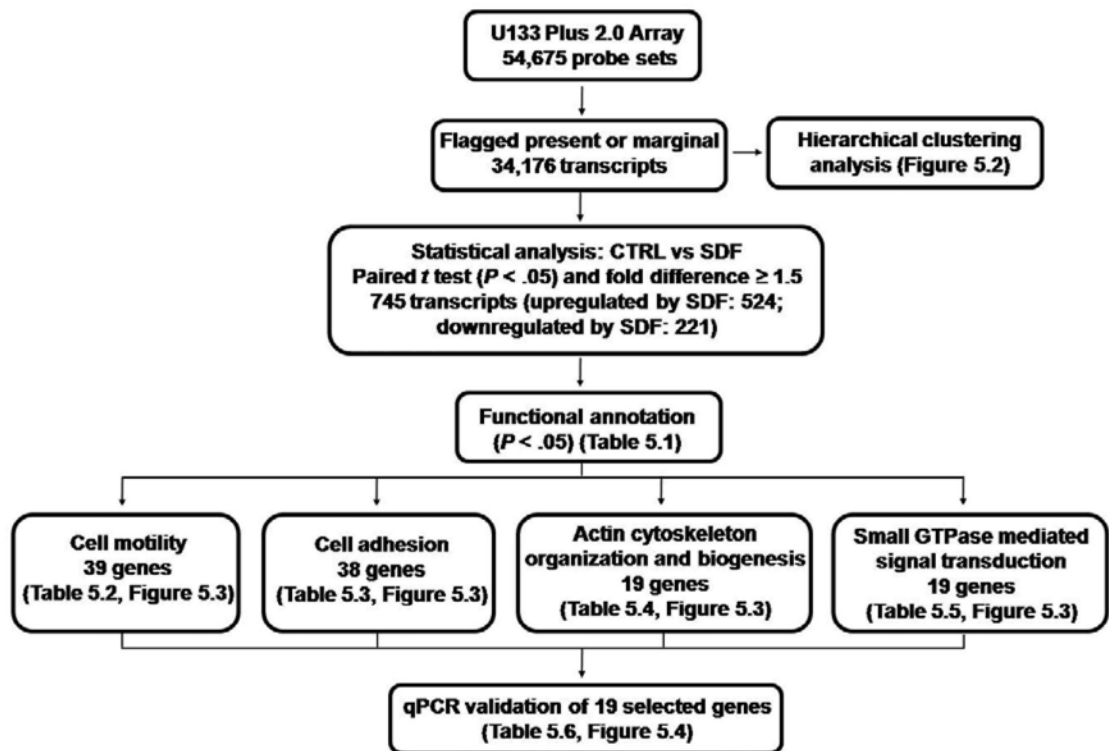 U133 Plus 2.0 Array
54,675 probe sets
Flagged present or marginal
34,176 transcripts
Hierarchical clustering
analysis (Figure 5.2)
Statistical analysis: CTRL vs SDF
Paired t test (P < .05) and fold difference ≥ 1.5
745 transcripts (upregulated by SDF: 524;
downregulated by SDF: 221)
Functional annotation
(P < .05) (Table 5.1)
Cell motility
39 genes
(Table 5.2, Figure 5.3)
Cell adhesion
38 genes
(Table 5.3, Figure 5.3)
Actin cytoskeleton
organization and biogenesis
19 genes
(Table 5.4, Figure 5.3)
Small GTPase mediated
signal transduction
19 genes
(Table 5.5, Figure 5.3)
qPCR validation of 19 selected genes
(Table 5.6, Figure 5.4)